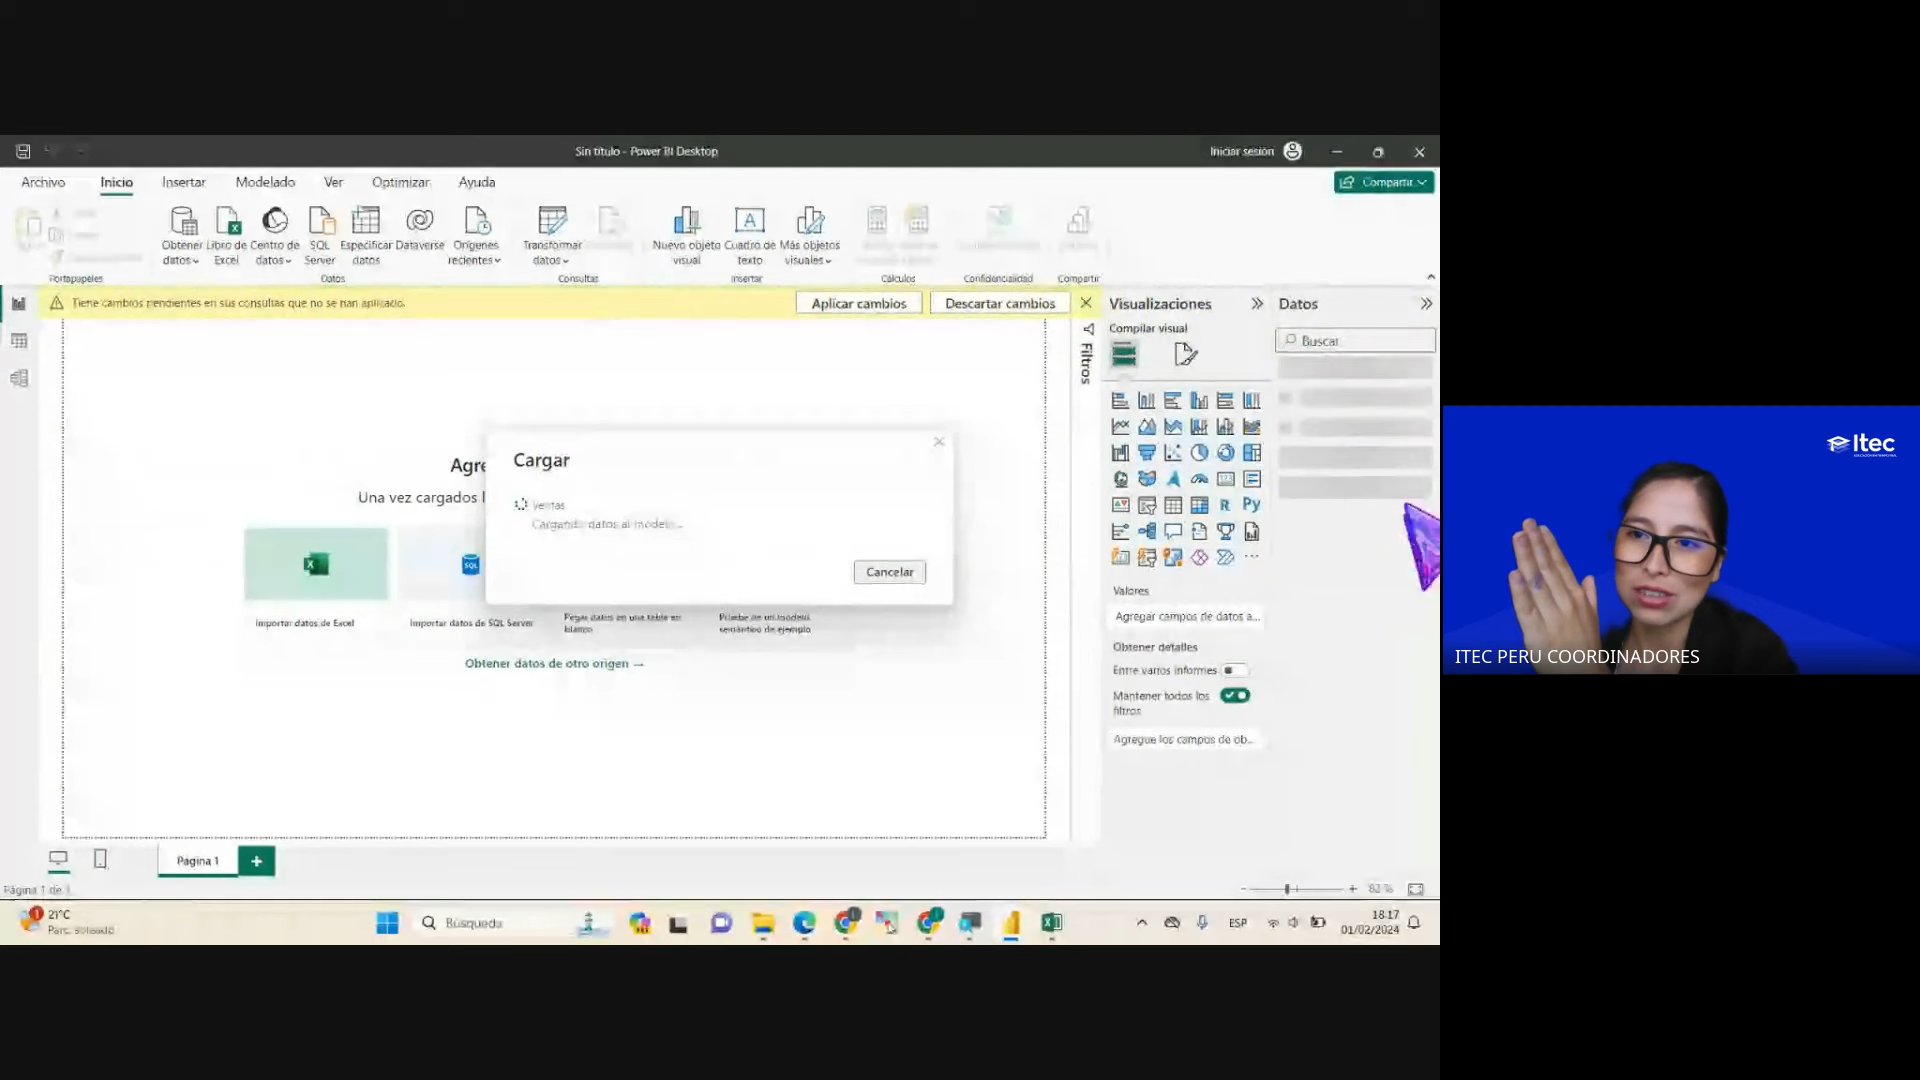 Sin título - Power BI Desktop
Iniciar sesión
Archivo
Inicio
Insertar
Modelado
Ver
Optimizar
Ayuda
Compartir
Obtener datos
Libro de Excel
Centro de datos
SQL Server
Especificar datos
Dataverse
Orígenes recientes
Transformar datos
Nuevo objeto visual
Cuadro de texto
Más objetos visuales
Portapapeles
Datos
Consultas
Insertar
Cálculos
Confidencialidad
Compartir
Tiene cambios pendientes en sus consultas que no se han aplicado.
Aplicar cambios
Descartar cambios
Visualizaciones
Datos
Compilar visual
Buscar
Filtros
Agre
Una vez cargados l
Cargar
Ventas
Cargando datos al modelo...
Cancelar
Importar datos de Excel
Importar datos de SQL Server
Pegar datos en una tabla en blanco
Pruebe de un modelo semántico de ejemplo
Obtener datos de otro origen →
R
Py
Valores
Agregar campos de datos a...
Obtener detalles
Entre varios informes
Mantener todos los filtros
Agregue los campos de ob...
Página 1
Página 1 de 1
82 %
21°C
Parc. soleado
Búsqueda
ESP
18:17
01/02/2024
Itec
ITEC PERU COORDINADORES